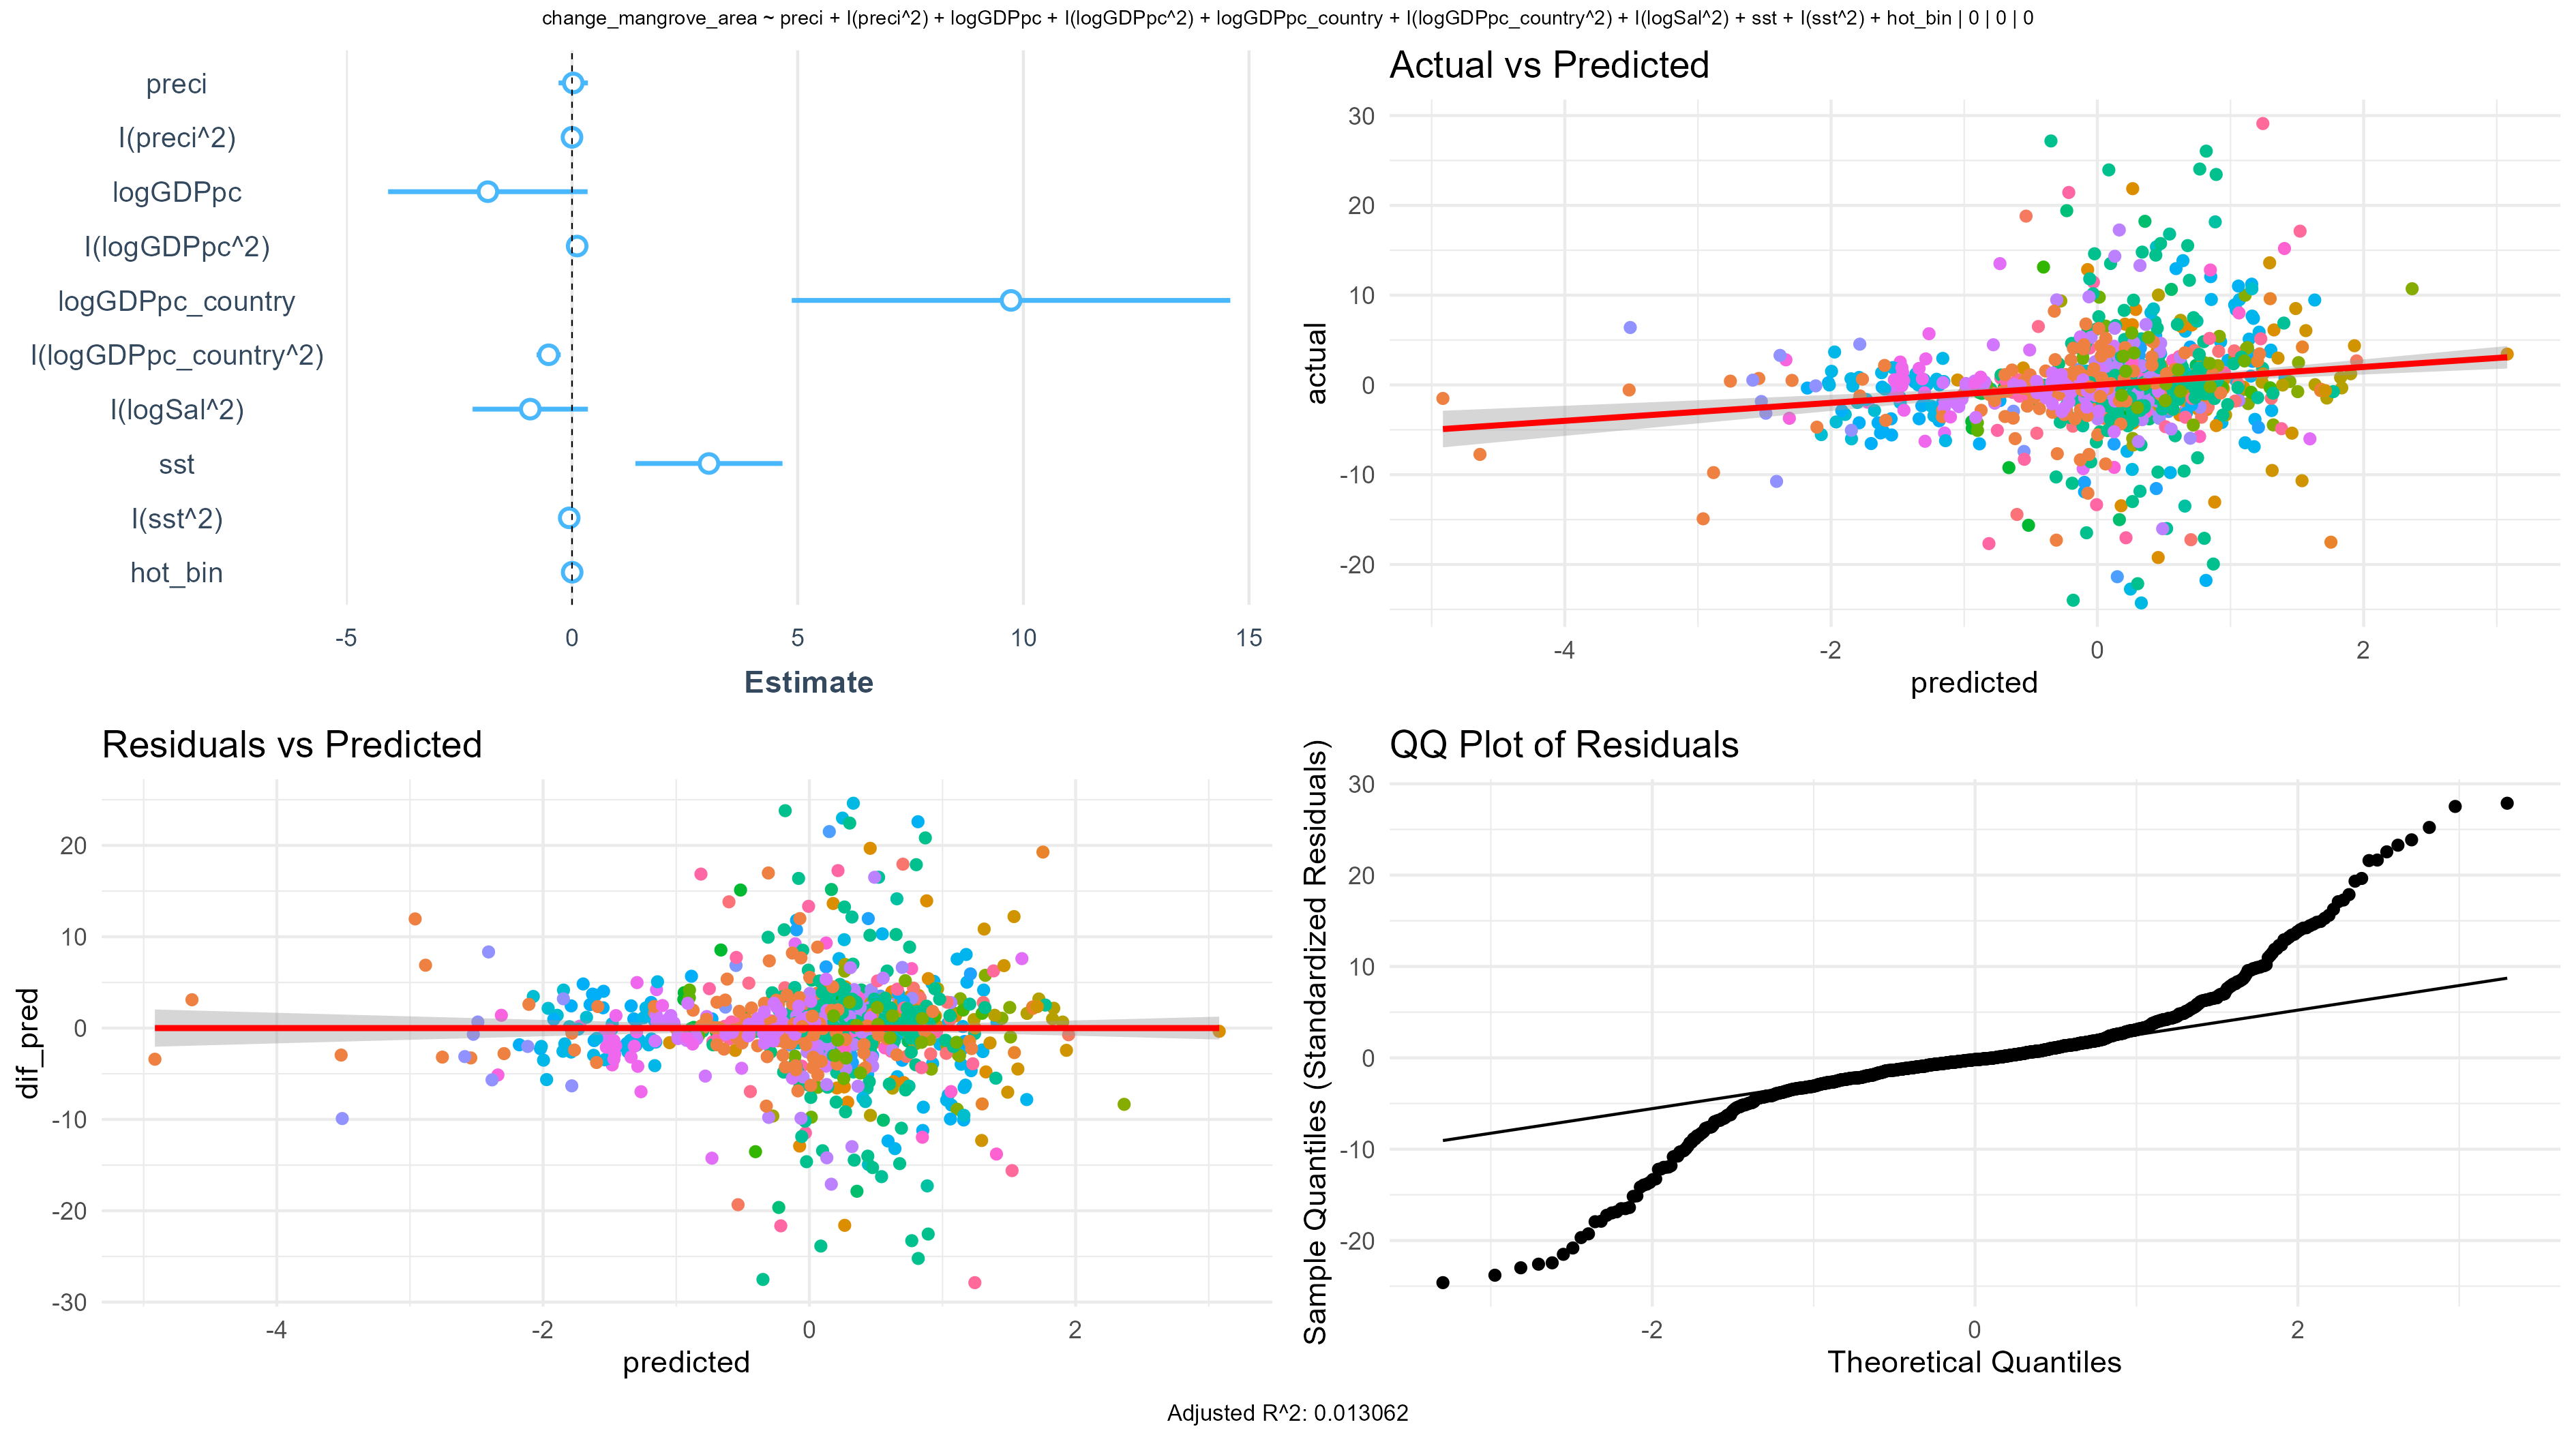 change_mangrove_area ~ preci + I(preci^2) + logGDPpc + I(logGDPpc^2) + logGDPpc_country + I(logGDPpc_country^2) + I(logSal^2) + sst + I(sst^2) + hot_bin | 0 | 0 | 0
preci
I(preci^2)
logGDPpc
I(logGDPpc^2)
logGDPpc_country
I(logGDPpc_country^2)
I(logSal^2)
sst
I(sst^2)
hot_bin
-5 0 5 10 15
Estimate
Actual vs Predicted
actual
30
20
10
0
-10
-20
-4 -2 0 2
predicted
Residuals vs Predicted
dif_pred
20
10
0
-10
-20
-30
-4 -2 0 2
predicted
QQ Plot of Residuals
Sample Quantiles (Standardized Residuals)
30
20
10
0
-10
-20
-2 0 2
Theoretical Quantiles
Adjusted R^2: 0.013062